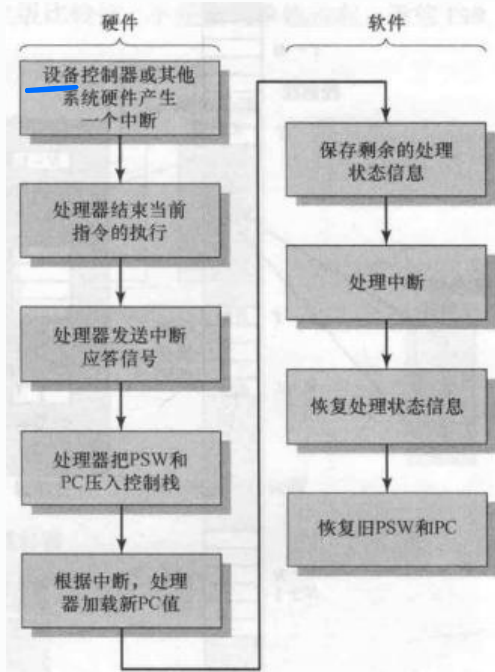 硬件
设备控制器或其他
系统硬件产生
一个中断
处理器结束当前
指令的执行
处理器发送中断
应答信号
处理器把PSW和
PC压入控制栈
根据中断，处理
器加载新PC值
软件
保存剩余的处理
状态信息
处理中断
恢复处理状态信息
恢复旧PSW和PC